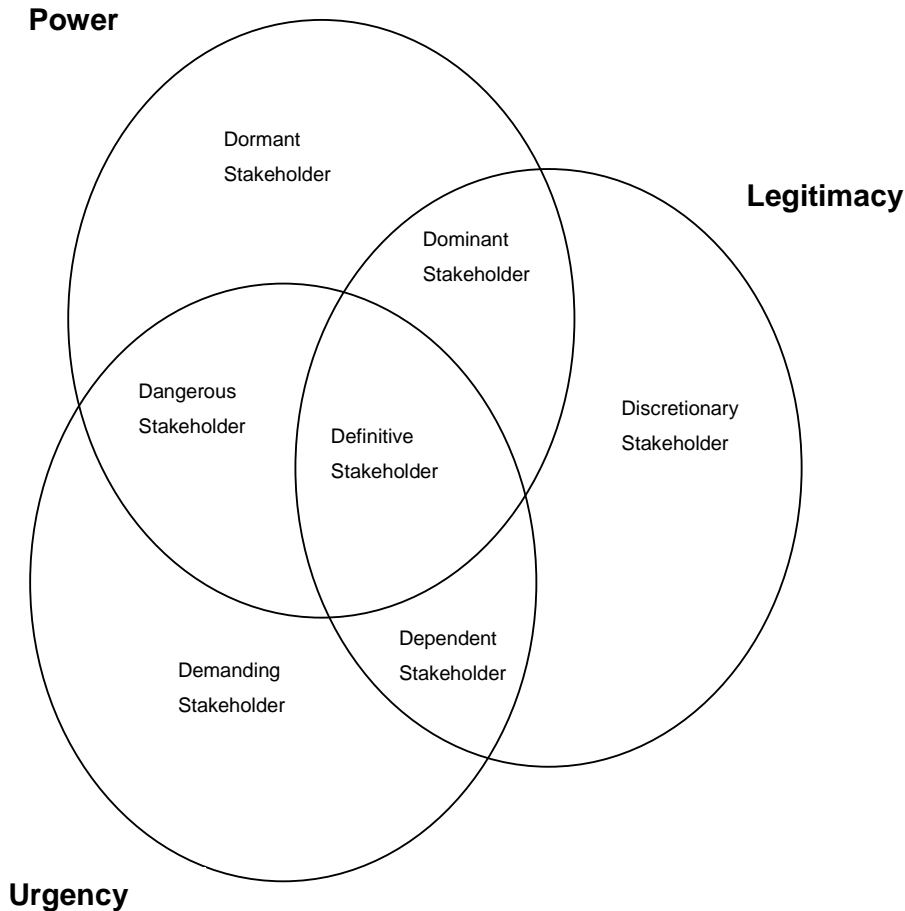 Power
Dormant
Stakeholder
Legitimacy
Dominant
Stakeholder
Dangerous
Stakeholder
Definitive
Stakeholder
Discretionary
Stakeholder
Demanding
Stakeholder
Dependent
Stakeholder
Urgency